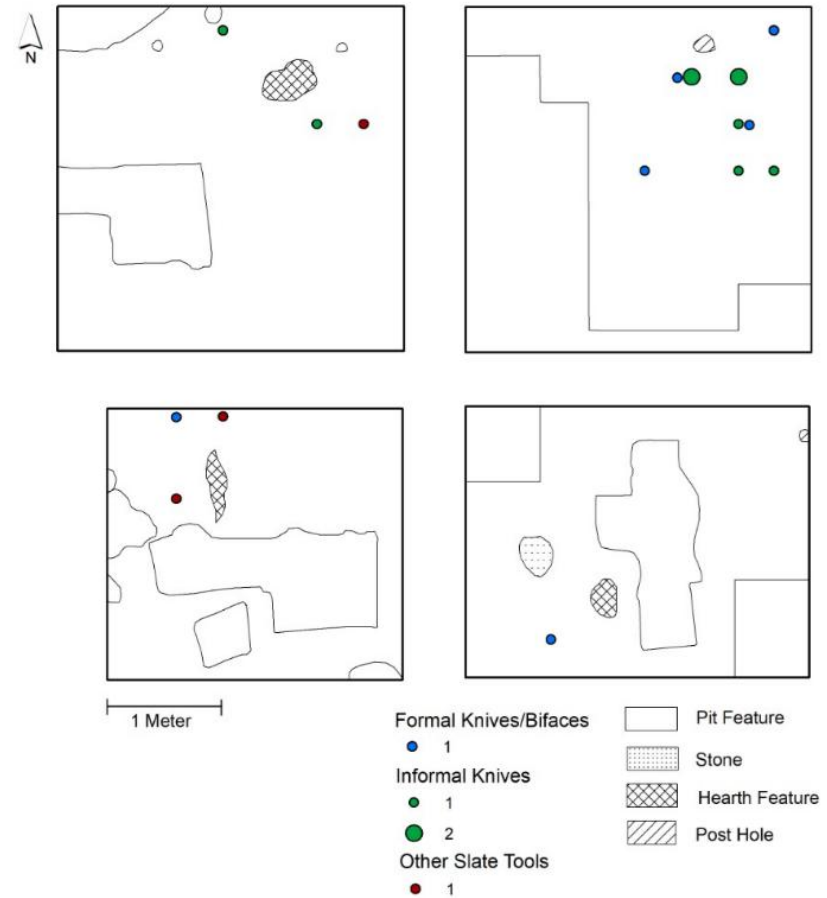 N
1 Meter
Formal Knives/Bifaces
1
Informal Knives
1
2
Other Slate Tools
1
Pit Feature
Stone
Hearth Feature
Post Hole